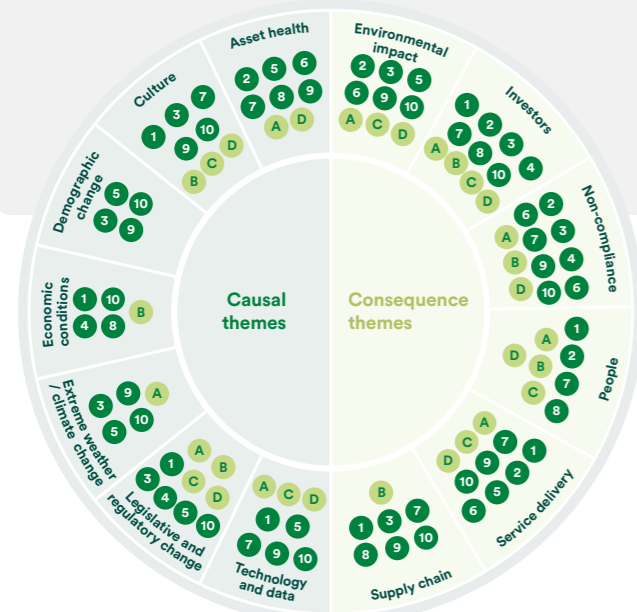 Asset health
2 5 6
7 8 9
A D
Environmental
impact
2 3 5
6 9 10
A C D
Investors
1
2
7 3
8
10 4
A
B
C
D
Non-compliance
6 2
A 7 3
B 9 4
D 10 6
People
1
A
D B 2
C 7
8
Service delivery
A
C 7 1
D 9 2
10 5
6
Supply chain
B
1 3 7
8 9 10
Technology
and data
A C D
1 5
7 9 10
Legislative and
regulatory change
A
1 B
3 C
4 D
5 10
Extreme weather
/ climate change
9 A
3 10
5
Economic
conditions
1 10 B
4 8
Demographic
change
5 10
3 9
Culture
7
3
1 10
9 D
C
B
Causal
themes
Consequence
themes